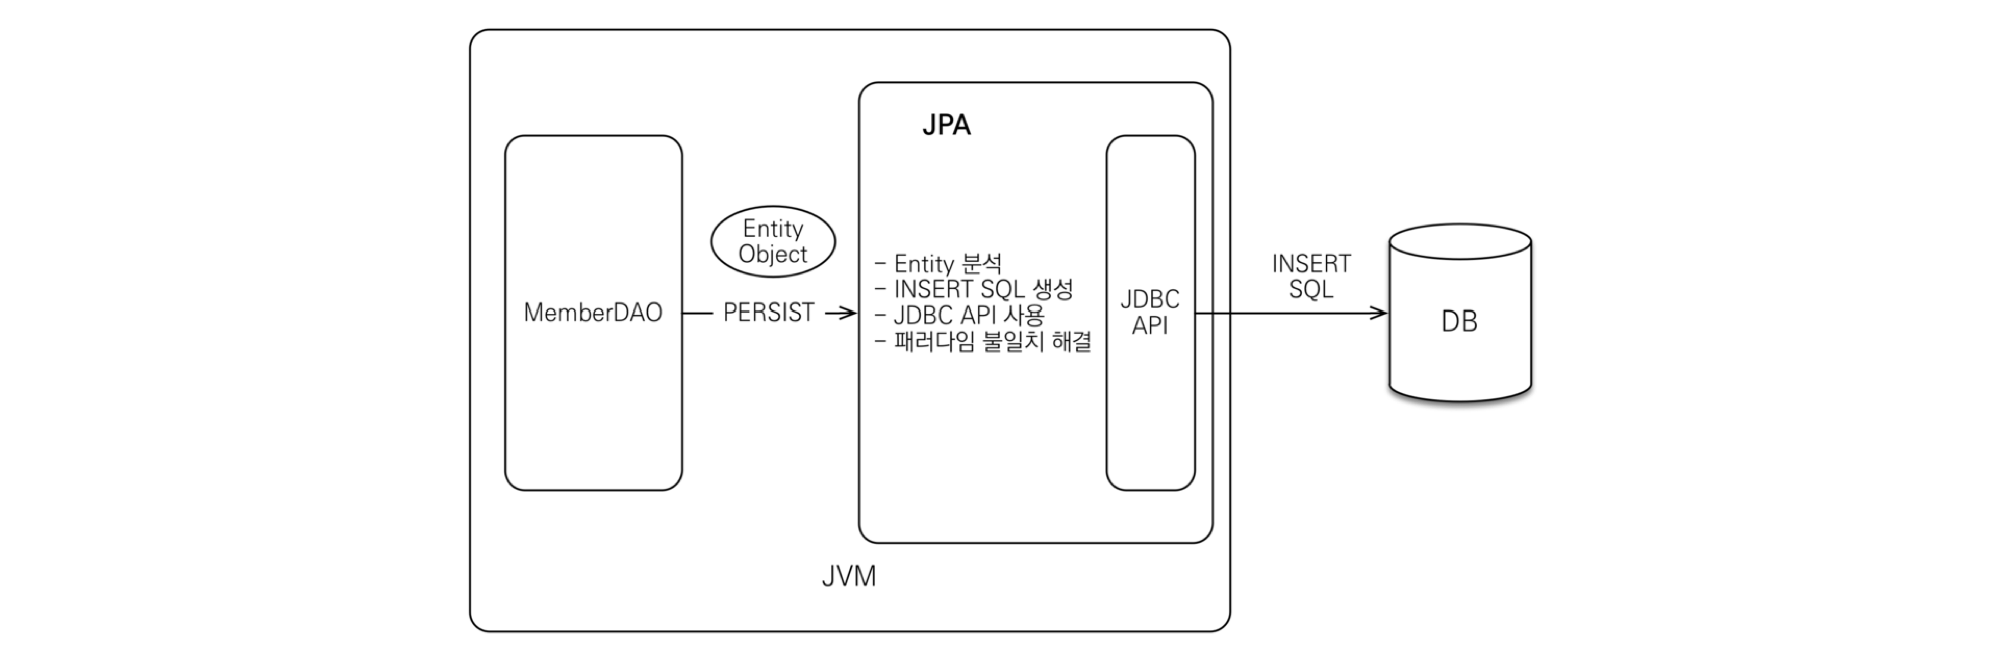 JPA
Entity
Object
MemberDAO
PERSIST
- Entity 분석
- INSERT SQL 생성
- JDBC API 사용
- 패러다임 불일치 해결
JDBC
API
INSERT
SQL
DB
JVM